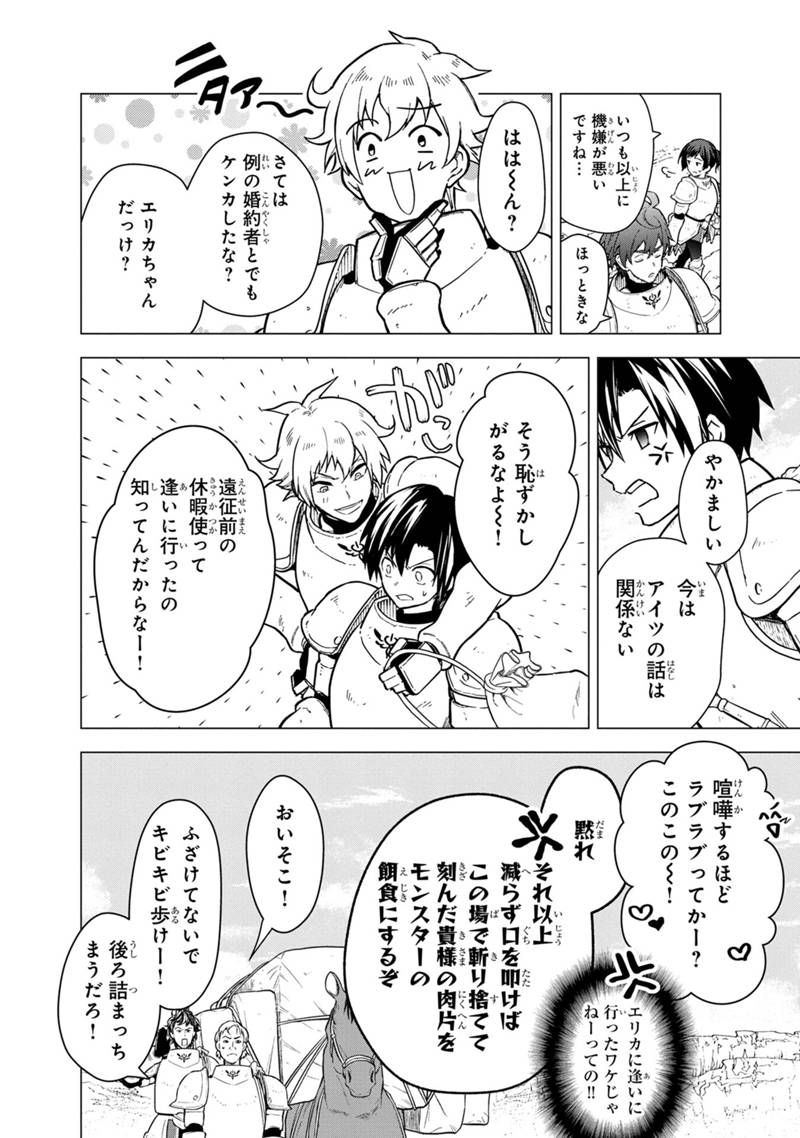 いつも以上に
機嫌が悪い
ですね…
ほっときな
ははーん?
タアァ〜
さては
例の婚約者とでも
ケンカしたな?
エリカちゃん
だっけ?
やかましい
今は
アイツの話は
関係ない
そう恥ずかし
がるなよ〜!
がしっ
遠征前の
休暇使って
逢いに行ったの
知ってんだからなー!
喧嘩するほど
ラブラブってかー?
このこの〜!
黙れ
それ以上
減らず口を叩けば
この場で斬り捨てて
刻んだ貴様の肉片を
モンスターの
餌食にするぞ
エリカに逢いに
行ったワケじゃ
ねーっての!!
おいそこ!
ふざけてないで
キビキビ歩けー!
後ろ詰まっち
まうだろ!